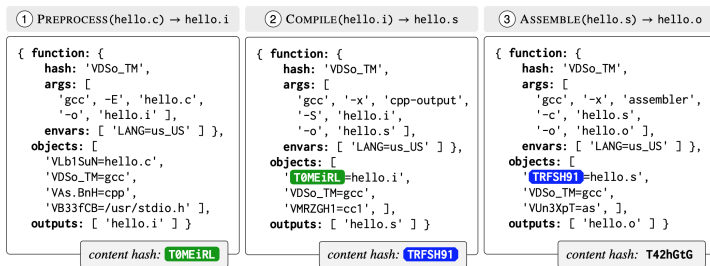 ① PREPROCESS(hello.c) → hello.i
{ function: {
hash: 'VDSo_TM',
args: [
'gcc', -E', 'hello.c',
'-o', 'hello.i' ],
envars: [ 'LANG=us_US' ] },
objects: [
'VLb1SuN=hello.c',
'VDSo_TM=gcc',
'VAs.BnH=cpp',
'VB33fCB=/usr/stdio.h' ],
outputs: [ 'hello.i' ] }
content hash: T0MEiRL
② COMPILE(hello.i) → hello.s
{ function: {
hash: 'VDSo_TM',
args: [
'gcc', '-x', 'cpp-output',
'-S', 'hello.i',
'-o', 'hello.s' ],
envars: [ 'LANG=us_US' ] },
objects: [
'T0MEiRL=hello.i',
'VDSo_TM=gcc',
'VMRZGH1=cc1', ],
outputs: [ 'hello.s' ] }
content hash: TRFSH91
③ ASSEMBLE(hello.s) → hello.o
{ function: {
hash: 'VDSo_TM',
args: [
'gcc', '-x', 'assembler',
'-c', 'hello.s',
'-o', 'hello.o' ],
envars: [ 'LANG=us_US' ] },
objects: [
'TRFSH91=hello.s',
'VDSo_TM=gcc',
'VUn3XpT=as', ],
outputs: [ 'hello.o' ] }
content hash: T42hGtG